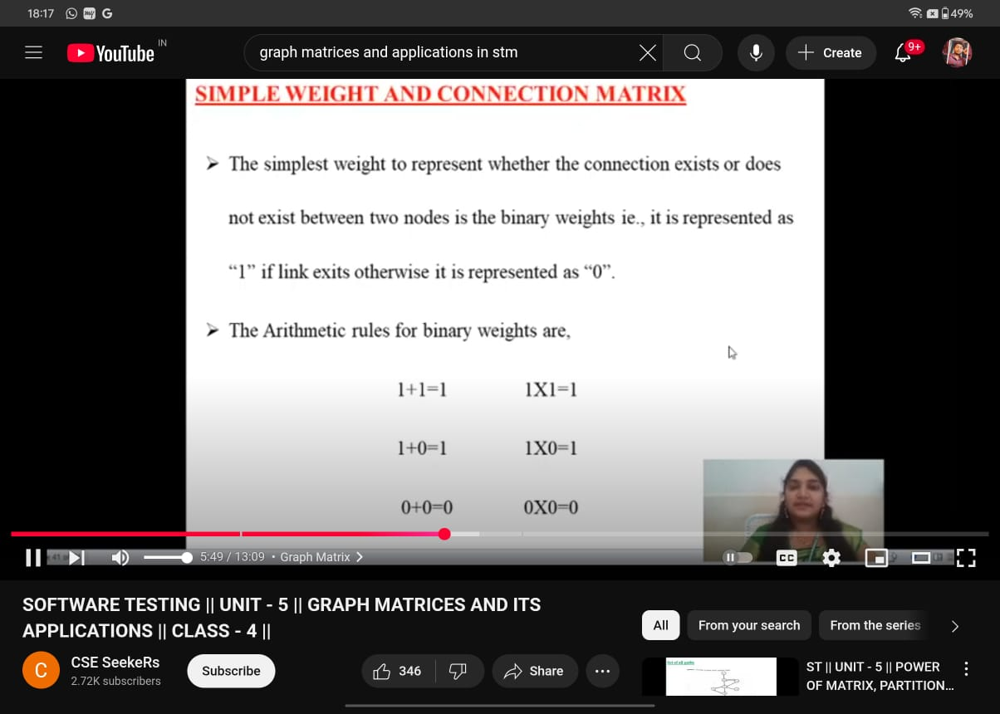 18:17
G
49%
YouTube IN
graph matrices and applications in stm
Create
9+
SIMPLE WEIGHT AND CONNECTION MATRIX
➢ The simplest weight to represent whether the connection exists or does
not exist between two nodes is the binary weights ie., it is represented as
“1” if link exits otherwise it is represented as “0”.
➢ The Arithmetic rules for binary weights are,
1+1=1 1X1=1
1+0=1 1X0=1
0+0=0 0X0=0
5:49 / 13:09 • Graph Matrix
CC
SOFTWARE TESTING || UNIT - 5 || GRAPH MATRICES AND ITS
APPLICATIONS || CLASS - 4 ||
All
From your search
From the series
C
CSE SeekeRs
2.72K subscribers
Subscribe
346
Share
ST || UNIT - 5 || POWER
OF MATRIX, PARTITION...